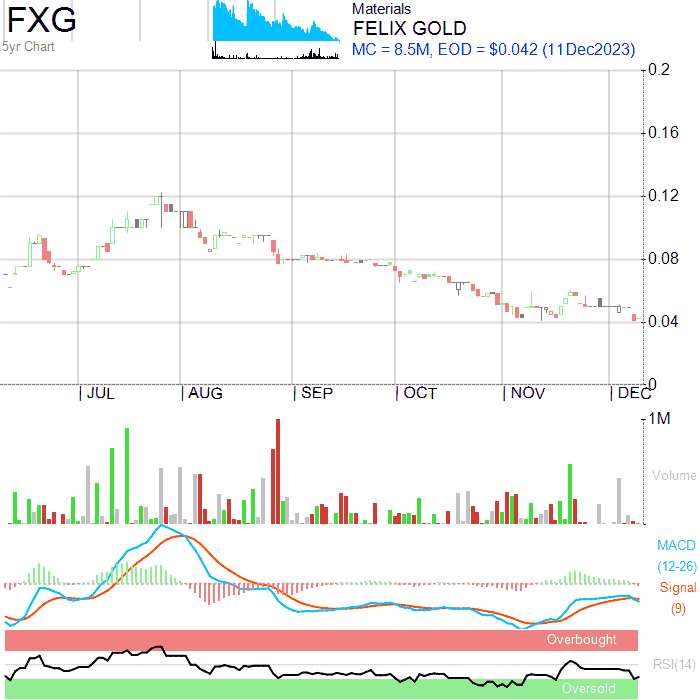 FXG
5yr Chart
Materials
FELIX GOLD
MC = 8.5M, EOD = $0.042 (11Dec2023)
0.2
0.16
0.12
0.08
0.04
0
JUL AUG SEP OCT NOV DEC
1M
Volume
MACD
(12-26)
Signal
(9)
Overbought
RSI(14)
Oversold